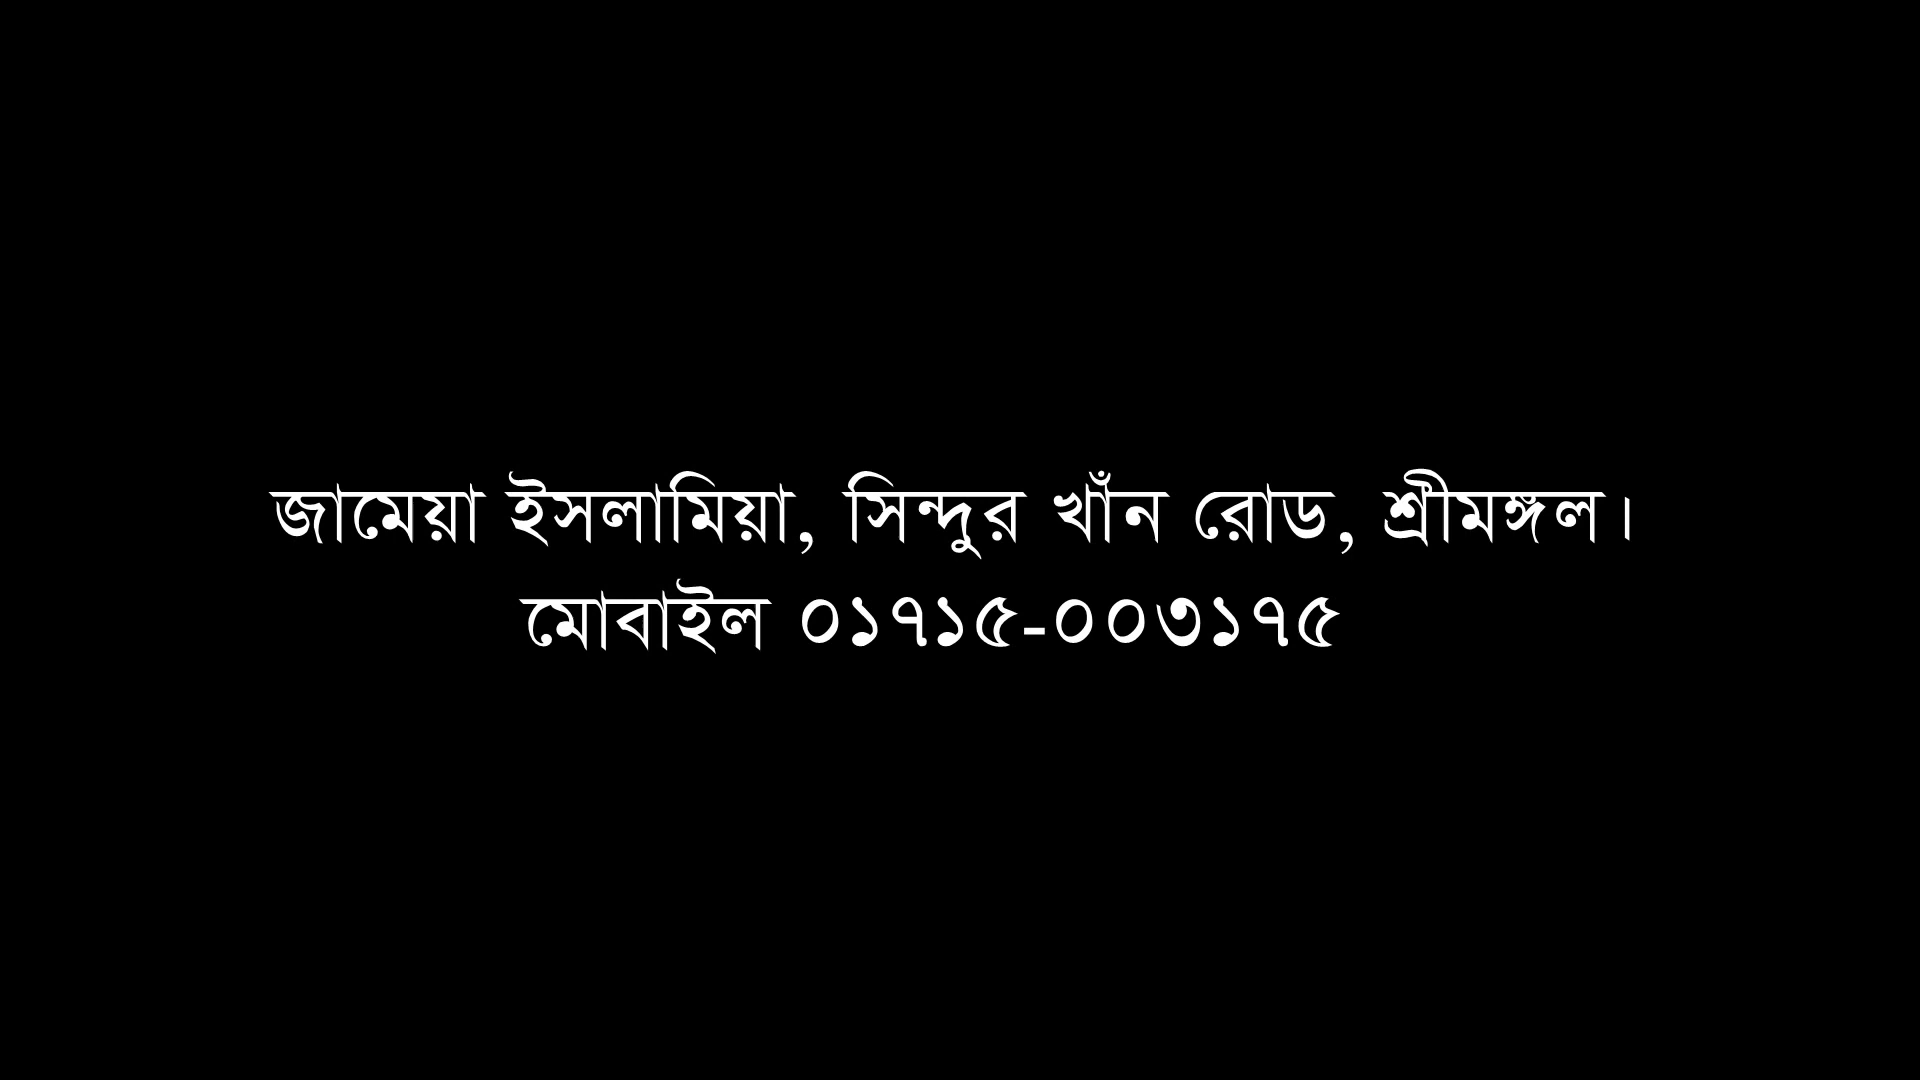 জামেয়া ইসলামিয়া, সিন্দুর খাঁন রোড, শ্রীমঙ্গল।
মোবাইল ০১৭১৫-০০৩১৭৫